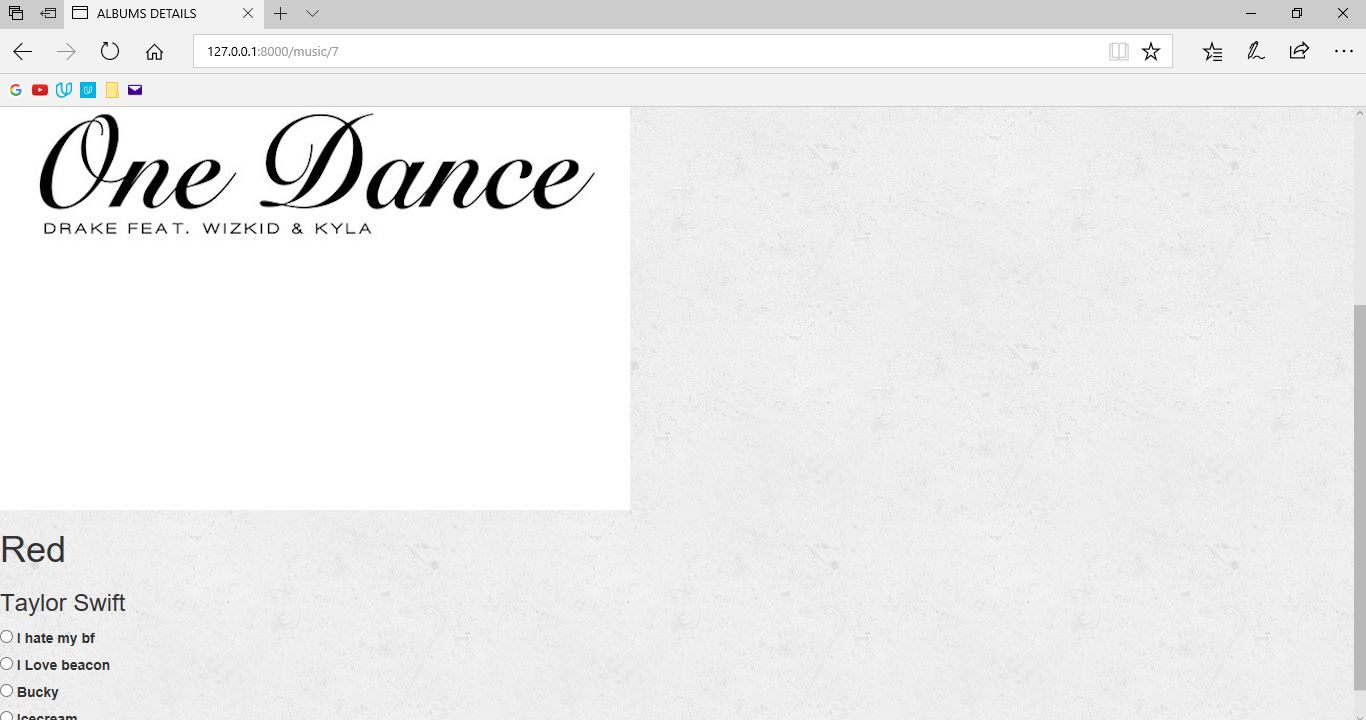 ALBUMS DETAILS
127.0.0.1:8000/music/7
One Dance
DRAKE FEAT. WIZKID & KYLA
Red
Taylor Swift
I hate my bf
I Love beacon
Bucky
Icecream